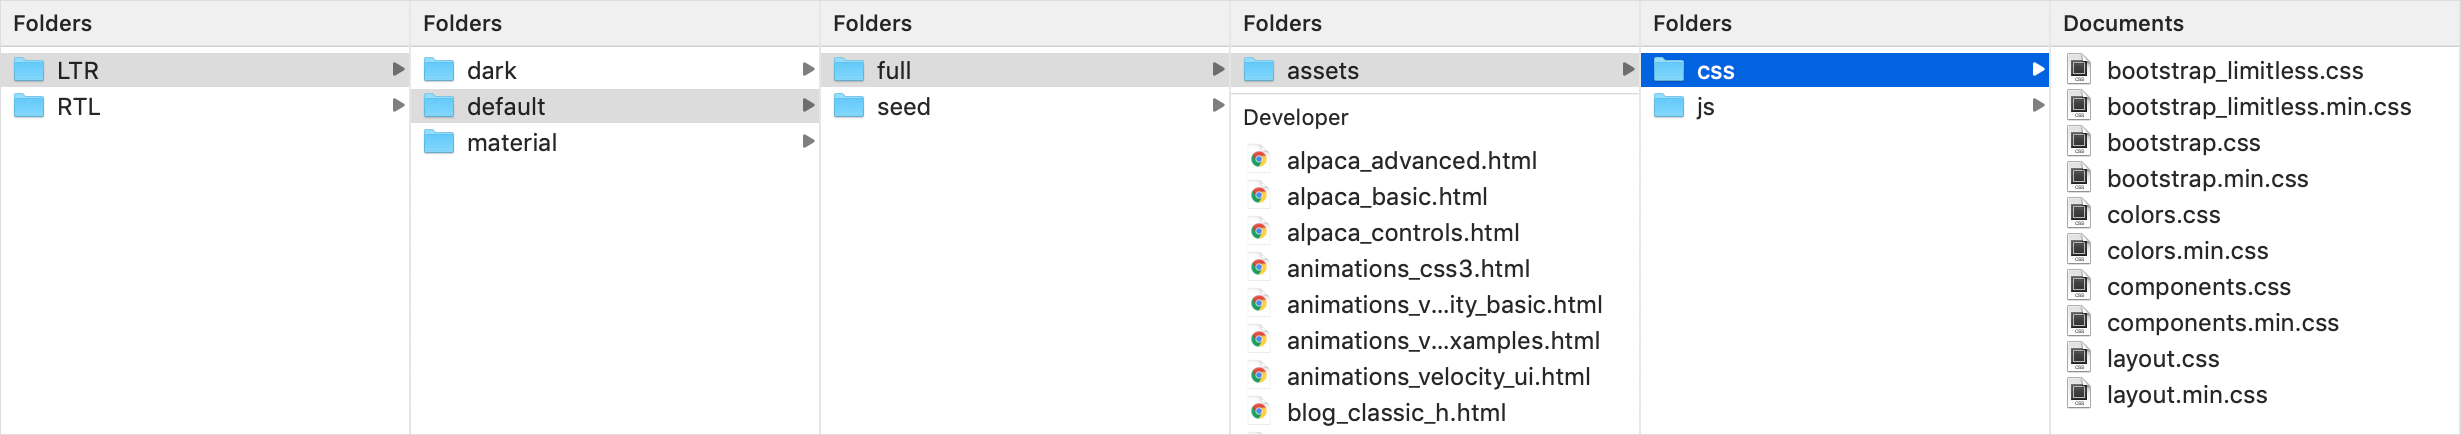 Folders
LTR
RTL
Folders
dark
default
material
Folders
full
seed
Folders
assets
Developer
alpaca_advanced.html
alpaca_basic.html
alpaca_controls.html
animations_css3.html
animations_v...ity_basic.html
animations_v...xamples.html
animations_velocity_ui.html
blog_classic_h.html
Folders
css
js
Documents
bootstrap_limitless.css
bootstrap_limitless.min.css
bootstrap.css
bootstrap.min.css
colors.css
colors.min.css
components.css
components.min.css
layout.css
layout.min.css